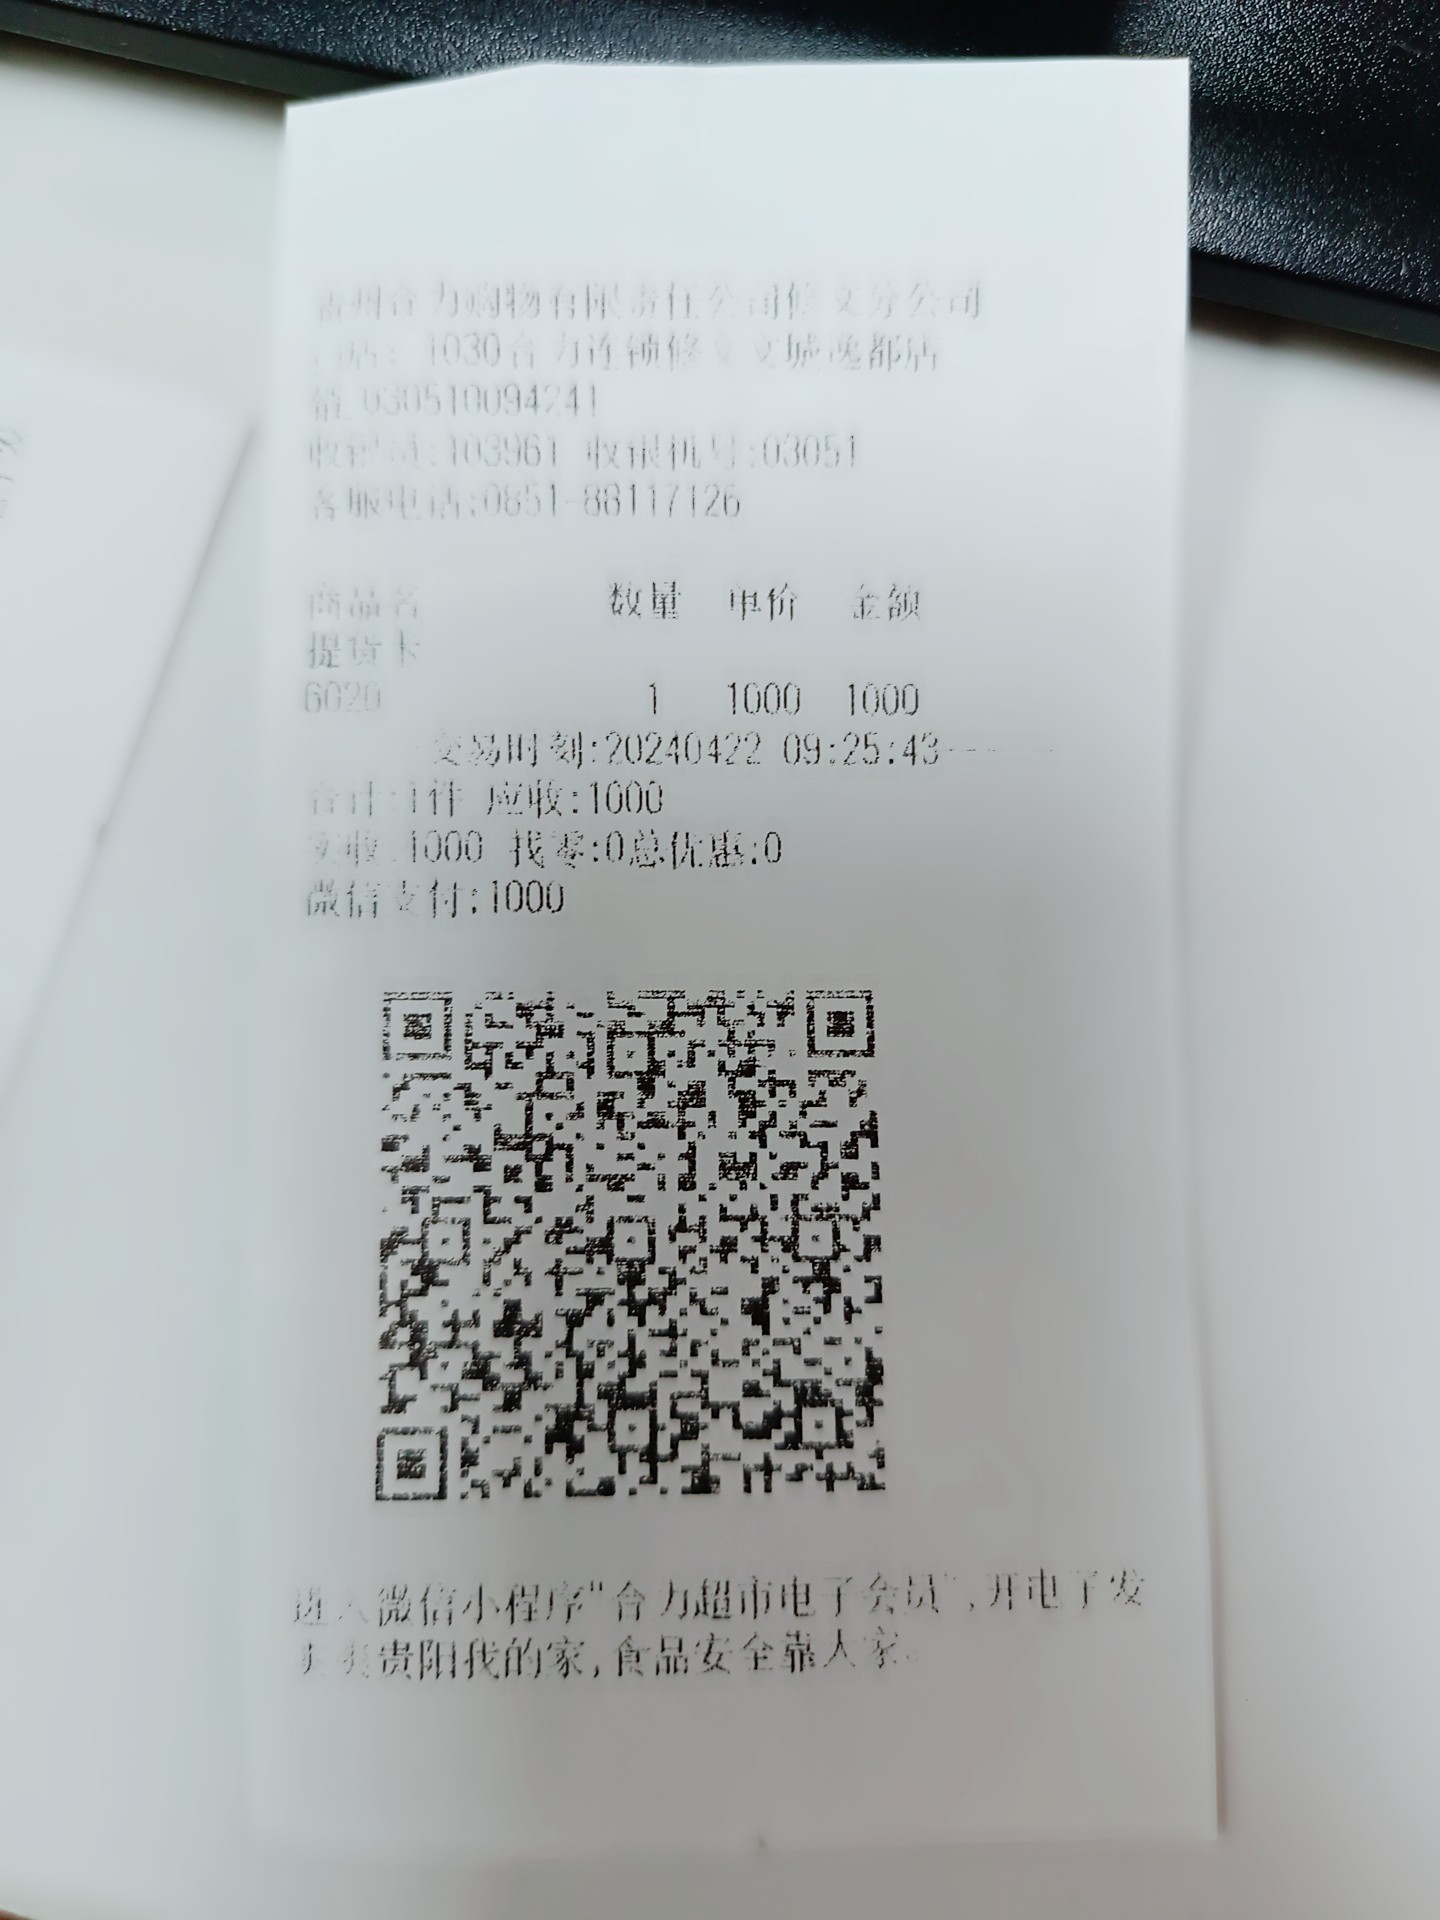 贵州合力购物有限责任公司修文分公司
门店: 1030合力连锁修文文城逸都店
销 030510094241
收银员:103961 收银机号:03051
客服电话:0851-88117126
商品名 数量 单价 金额
提货卡
6020 1 1000 1000
交易时刻:20240422 09:25:43-----
合计:1件 应收:1000
实收:1000 找零:0总优惠:0
微信支付:1000
进入微信小程序"合力超市电子会员",开电子发
贵阳我的家,食品安全靠人家。